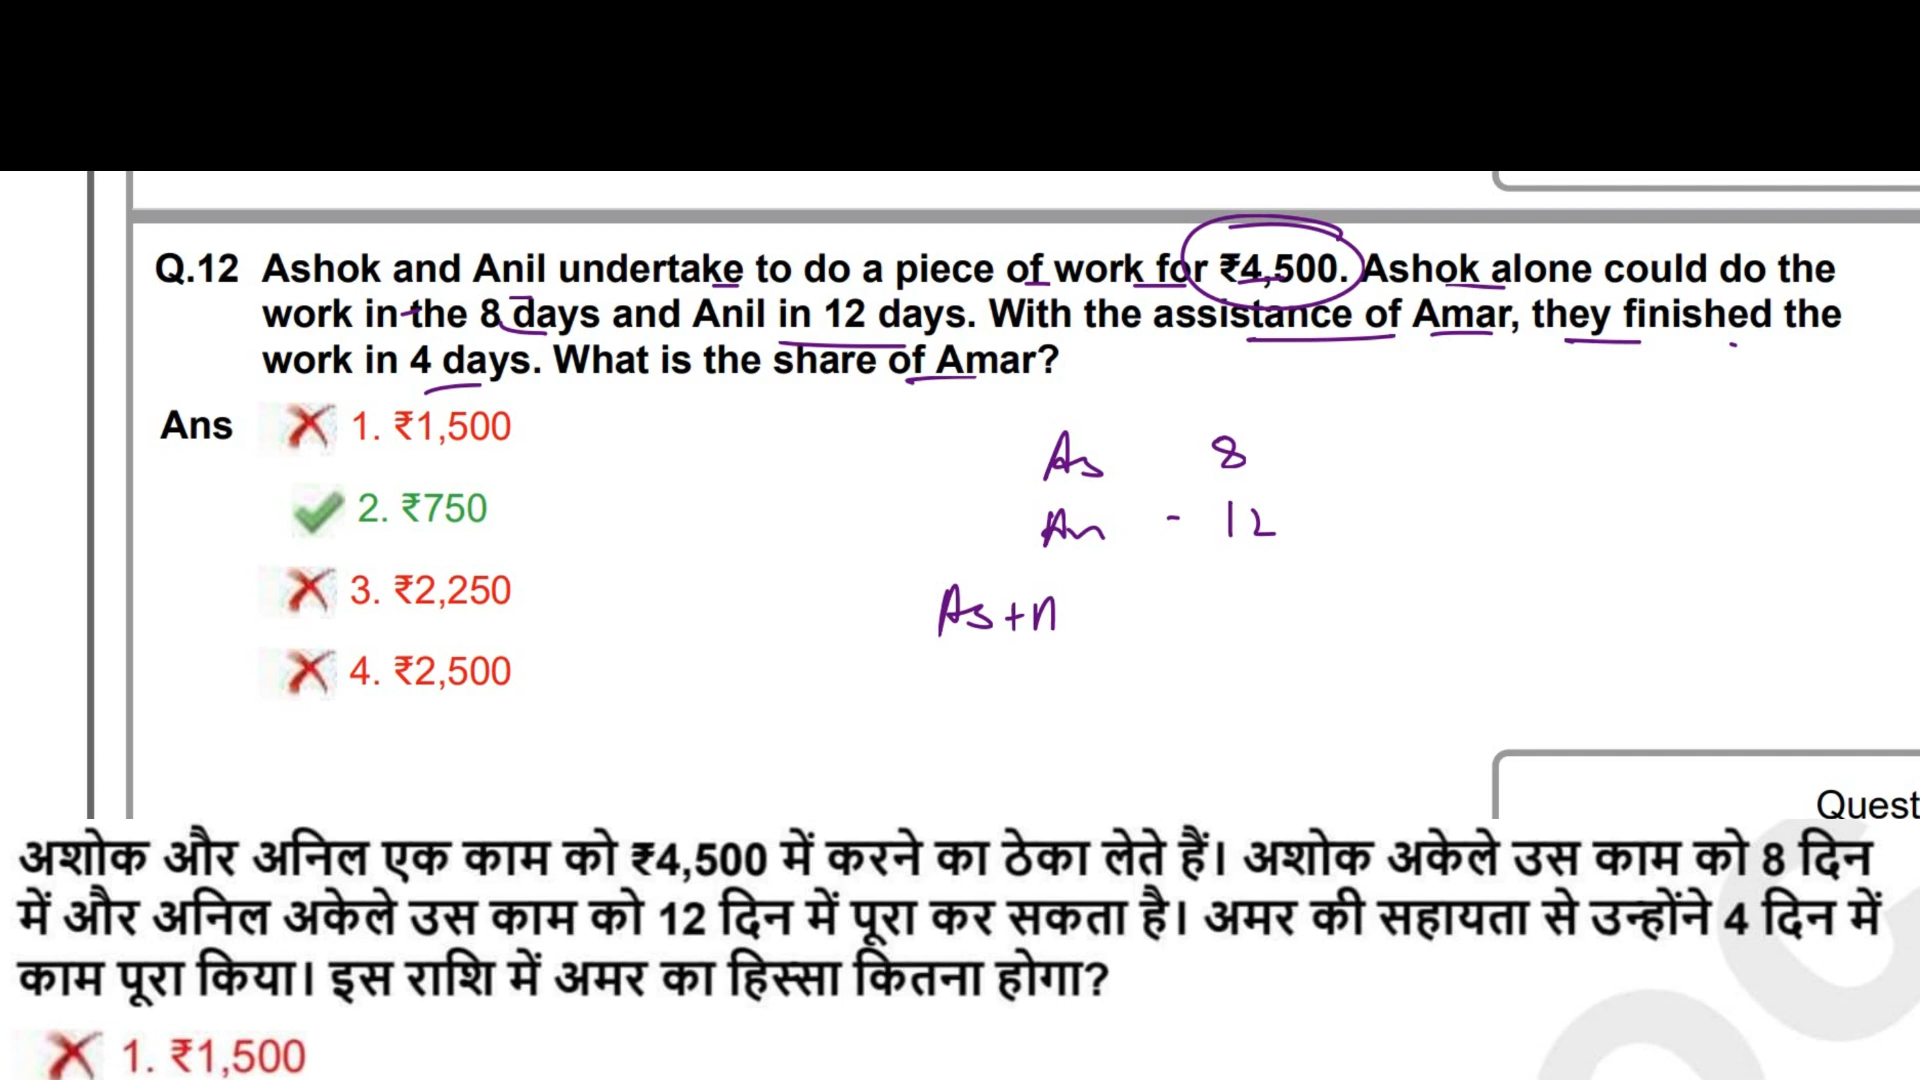 Q.12 Ashok and Anil undertake to do a piece of work for ₹4,500. Ashok alone could do the
work in the 8 days and Anil in 12 days. With the assistance of Amar, they finished the
work in 4 days. What is the share of Amar?
Ans 1. ₹1,500
2. ₹750
3. ₹2,250
4. ₹2,500
As 8
An - 12
As+n
Quest
अशोक और अनिल एक काम को ₹4,500 में करने का ठेका लेते हैं। अशोक अकेले उस काम को 8 दिन
में और अनिल अकेले उस काम को 12 दिन में पूरा कर सकता है। अमर की सहायता से उन्होंने 4 दिन में
काम पूरा किया। इस राशि में अमर का हिस्सा कितना होगा?
1. ₹1,500